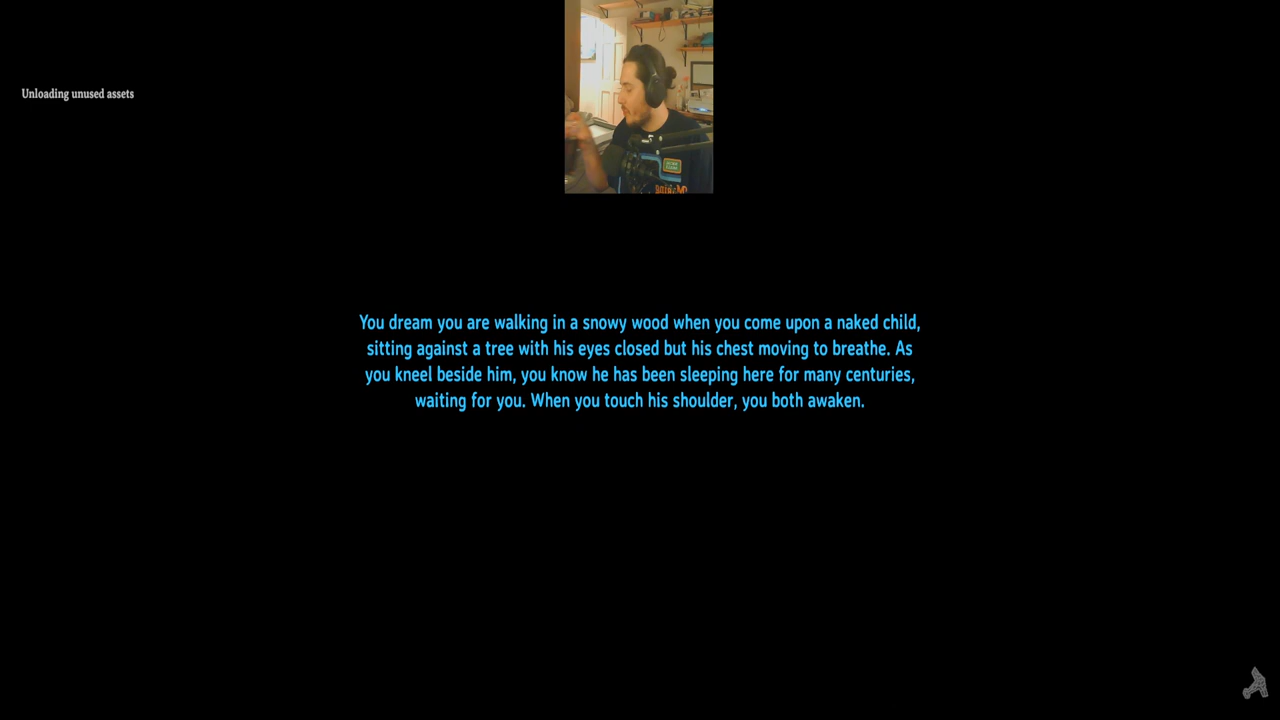 Unloading unused assets
You dream you are walking in a snowy wood when you come upon a naked child,
sitting against a tree with his eyes closed but his chest moving to breathe. As
you kneel beside him, you know he has been sleeping here for many centuries,
waiting for you. When you touch his shoulder, you both awaken.